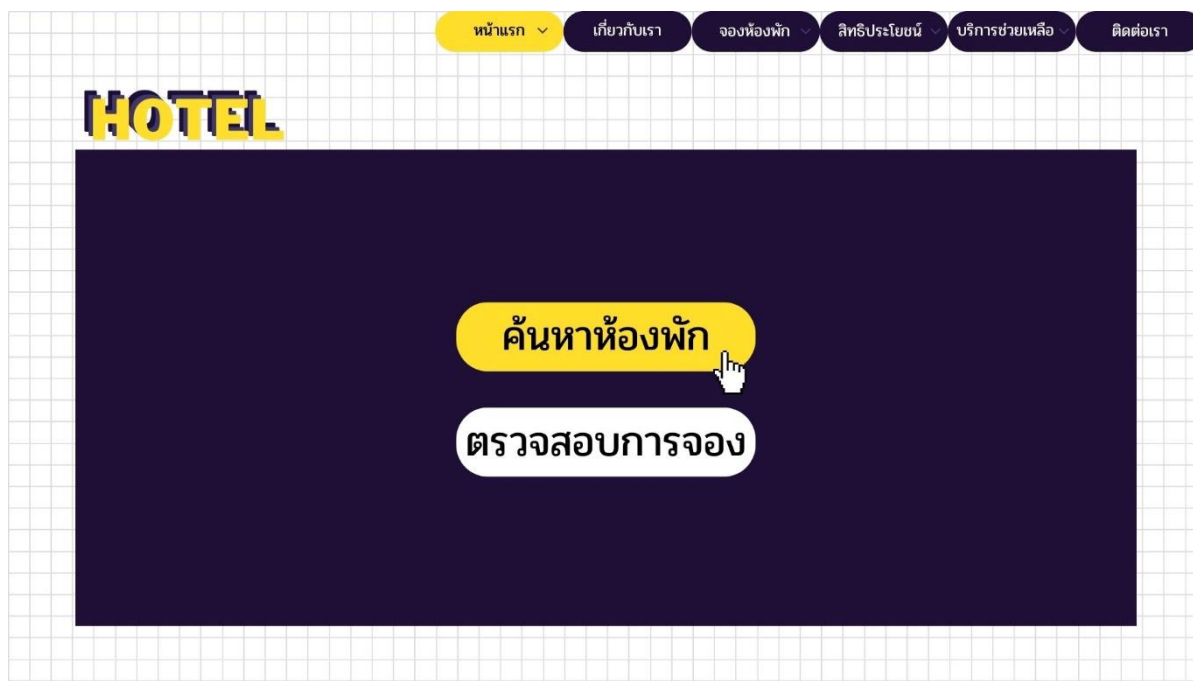 หน้าแรก เกี่ยวกับเรา จองห้องพัก สิทธิประโยชน์ บริการช่วยเหลือ ติดต่อเรา
HOTEL
ค้นหาห้องพัก
ตรวจสอบการจอง